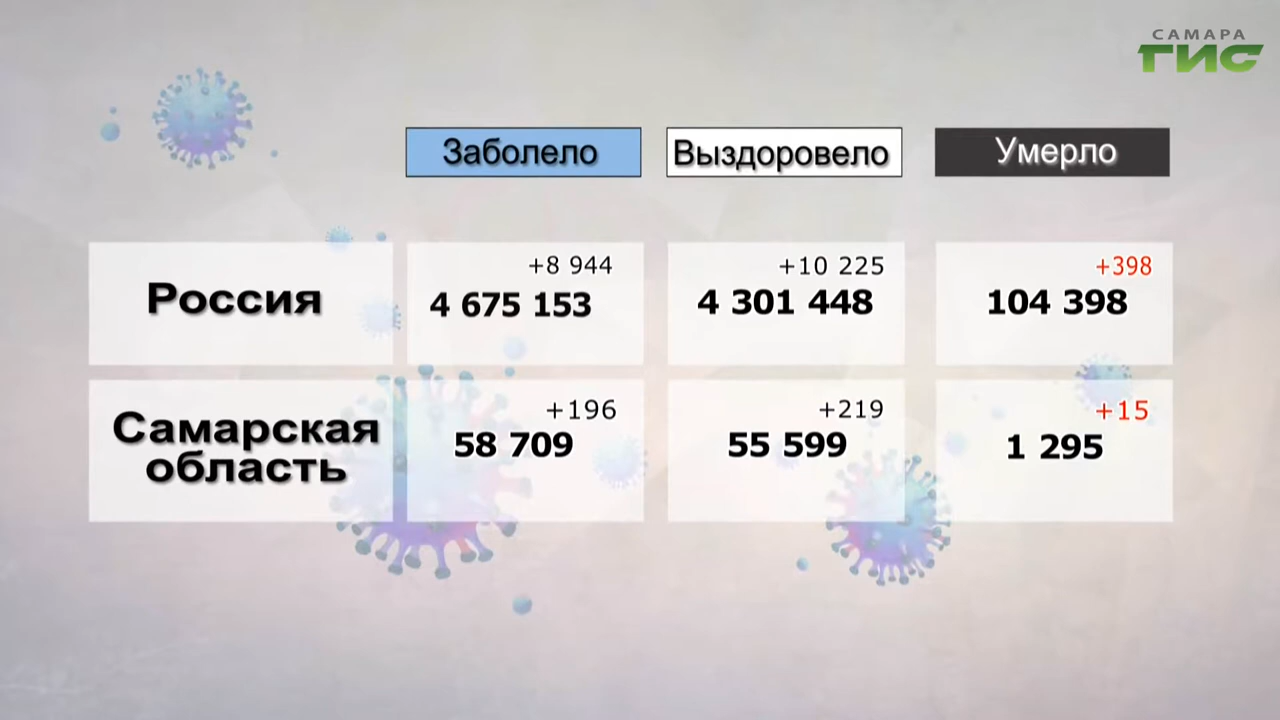 САМАРА
ГИС
Заболело Выздоровело Умерло
+8 944 +10 225 +398
Россия 4 675 153 4 301 448 104 398
+196 +219 +15
Самарская 58 709 55 599 1 295
область